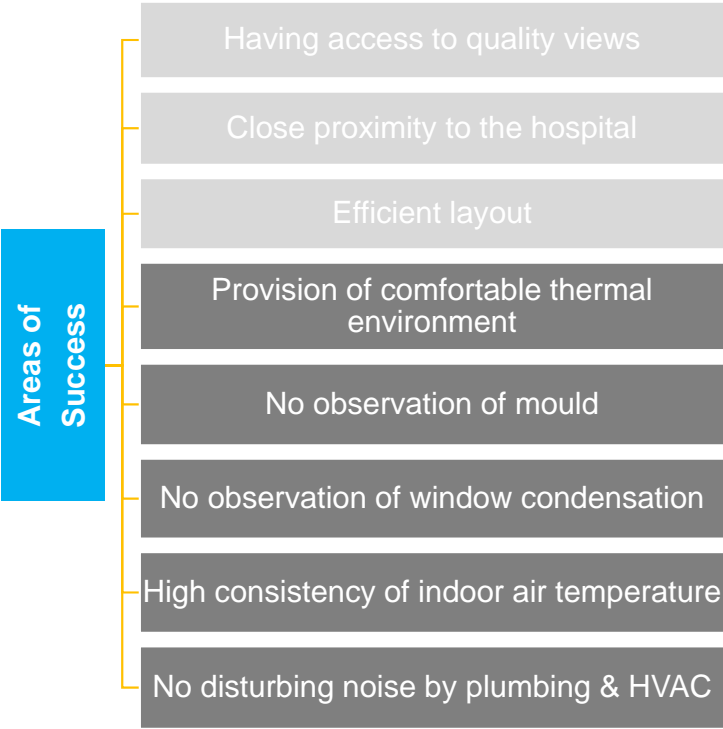 Areas of
Success
Having access to quality views
Close proximity to the hospital
Efficient layout
Provision of comfortable thermal
environment
No observation of mould
No observation of window condensation
High consistency of indoor air temperature
No disturbing noise by plumbing & HVAC